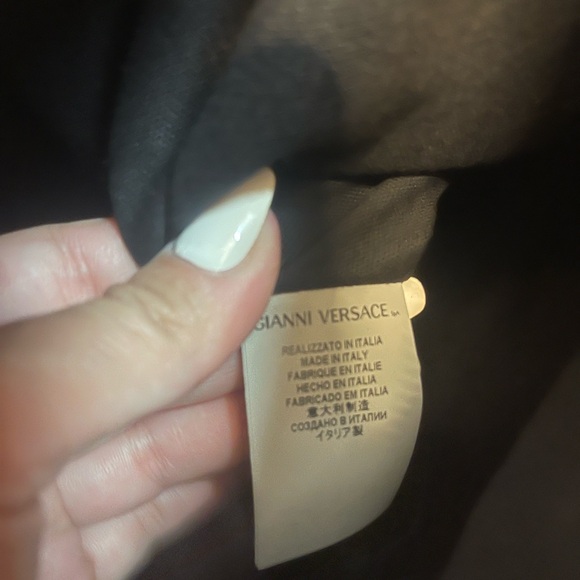 GIANNI VERSACE
REALIZZATO IN ITALIA
MADE IN ITALY
FABRIQUE EN ITALIE
HECHO EN ITALIA
FABRICADO EM ITALIA
意大利制造
СОЗДАНО В ИТАЛИИ
イタリア製